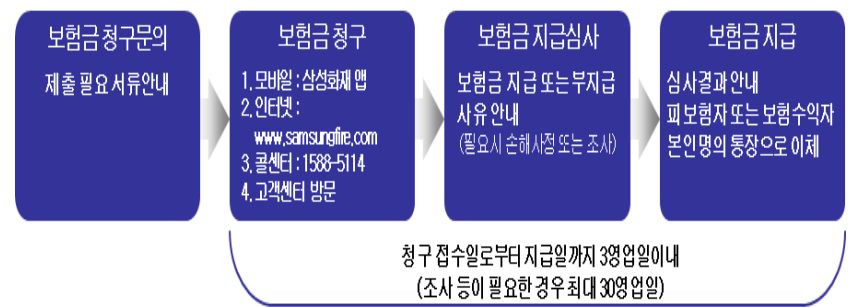 보험금 청구문의
제출 필요 서류안내
보험금 청구
1. 모바일 : 삼성화재 앱
2. 인터넷 :
www.samsungfire.com
3. 콜센터 : 1588-5114
4. 고객센터 방문
보험금 지급심사
보험금 지급 또는 부지급
사유 안내
(필요시 손해사정 또는 조사)
보험금 지급
심사결과 안내
피보험자 또는 보험수익자
본인명의 통장으로 이체
청구 접수일로부터 지급일까지 3영업일이내
(조사 등이 필요한 경우 최대 30영업일)